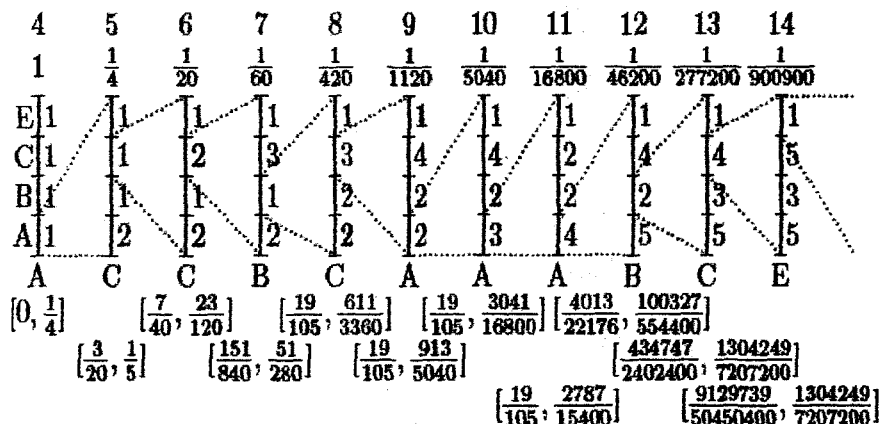 4 5 6 7 8 9 10 11 12 13 14
1 1/4 1/20 1/60 1/420 1/1120 1/5040 1/16800 1/46200 1/277200 1/900900
E 1 1 1 1 1 1 1 1 1 1 1
C 1 1 2 3 3 4 4 2 4 4 5
B 1 1 1 1 2 2 2 2 2 3 3
A 1 2 2 2 2 2 3 4 5 5 5
A C C B C A A A B C E
[0, 1/4] [7/40, 23/120] [19/105, 611/3360] [19/105, 3041/16800] [4013/22176, 100327/554400]
[3/20, 1/5] [151/840, 51/280] [19/105, 913/5040] [434747/2402400, 1304249/7207200]
[19/105, 2787/15400] [9129739/50450400, 1304249/7207200]